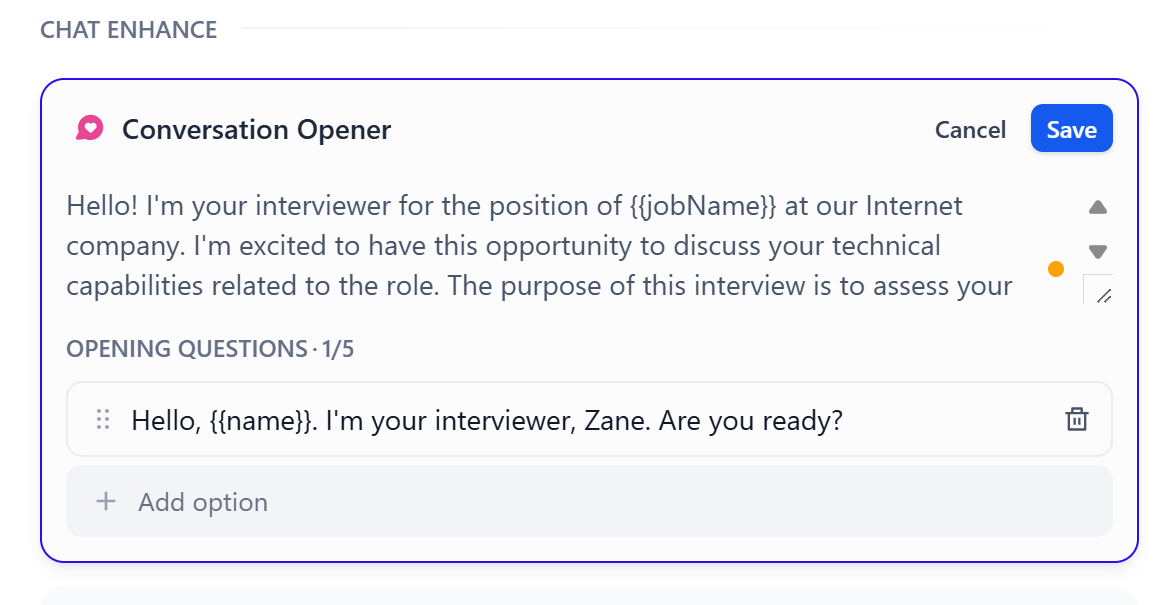 CHAT ENHANCE
Conversation Opener
Cancel
Save
Hello! I'm your interviewer for the position of {{jobName}} at our Internet
company. I'm excited to have this opportunity to discuss your technical
capabilities related to the role. The purpose of this interview is to assess your
OPENING QUESTIONS · 1/5
Hello, {{name}}. I'm your interviewer, Zane. Are you ready?
+ Add option